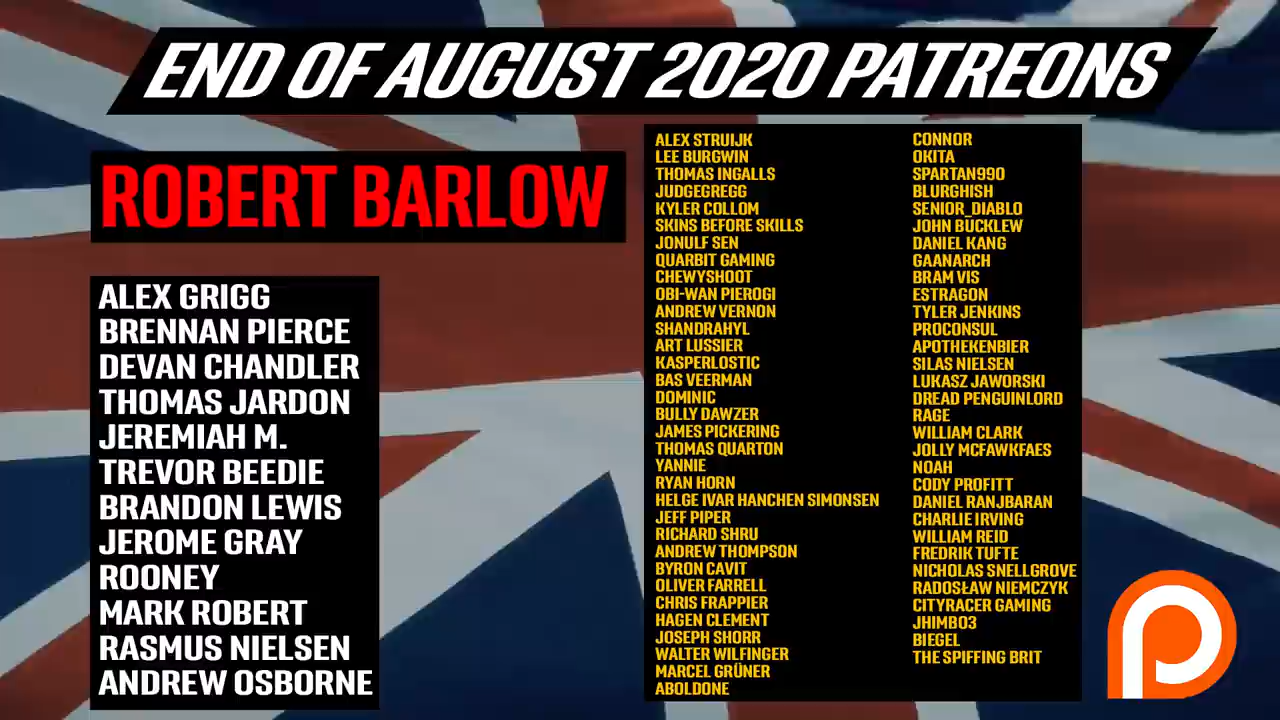 END OF AUGUST 2020 PATREONS
ROBERT BARLOW
ALEX GRIGG
BRENNAN PIERCE
DEVAN CHANDLER
THOMAS JARDON
JEREMIAH M.
TREVOR BEEDIE
BRANDON LEWIS
JEROME GRAY
ROONEY
MARK ROBERT
RASMUS NIELSEN
ANDREW OSBORNE
ALEX STRUIJK
LEE BURGWIN
THOMAS INGALLS
JUDGEGREGG
KYLER COLLOM
SKINS BEFORE SKILLS
JONULF SEN
QUARBIT GAMING
CHEWYSHOOT
OBI-WAN PIEROGI
ANDREW VERNON
SHANDRAHYL
ART LUSSIER
KASPERLOSTIC
BAS VEERMAN
DOMINIC
BULLY DAWZER
JAMES PICKERING
THOMAS QUARTON
YANNIE
RYAN HORN
HELGE IVAR HANCHEN SIMONSEN
JEFF PIPER
RICHARD SHRU
ANDREW THOMPSON
BYRON CAVIT
OLIVER FARRELL
CHRIS FRAPPIER
HAGEN CLEMENT
JOSEPH SHORR
WALTER WILFINGER
MARCEL GRÜNER
ABOLDONE
CONNOR
OKITA
SPARTAN990
BLURGHISH
SENIOR_DIABLO
JOHN BUCKLEW
DANIEL KANG
GAANARCH
BRAM VIS
ESTRAGON
TYLER JENKINS
PROCONSUL
APOTHEKENBIER
SILAS NIELSEN
LUKASZ JAWORSKI
DREAD PENGUINLORD
RAGE
WILLIAM CLARK
JOLLY MCFAWKFAES
NOAH
CODY PROFITT
DANIEL RANJBARAN
CHARLIE IRVING
WILLIAM REID
FREDRIK TUFTE
NICHOLAS SNELLGROVE
RADOSŁAW NIEMCZYK
CITYRACER GAMING
JHIMBO3
BIEGEL
THE SPIFFING BRIT